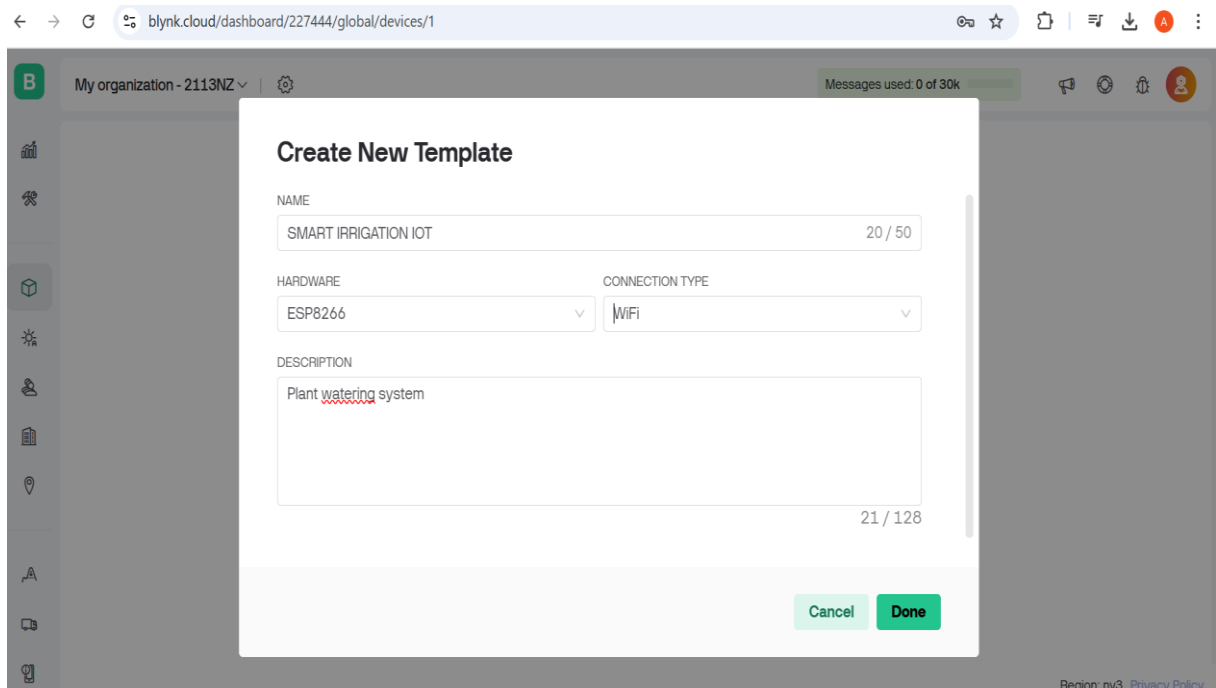 blynk.cloud/dashboard/227444/global/devices/1
A
B
My organization - 2113NZ
Messages used: 0 of 30k
Create New Template
NAME
SMART IRRIGATION IOT 20 / 50
HARDWARE CONNECTION TYPE
ESP8266 WiFi
DESCRIPTION
Plant watering system
21 / 128
Cancel Done
Region: ny3 Privacy Policy